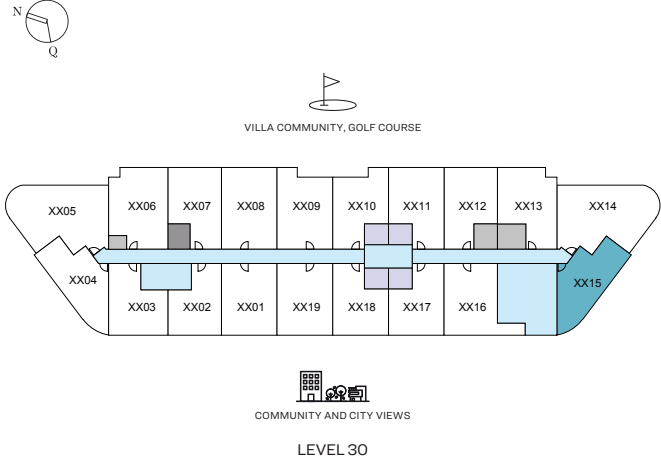 N
Q
VILLA COMMUNITY, GOLF COURSE
XX05
XX06
XX07
XX08
XX09
XX10
XX11
XX12
XX13
XX14
XX04
XX03
XX02
XX01
XX19
XX18
XX17
XX16
XX15
COMMUNITY AND CITY VIEWS
LEVEL 30